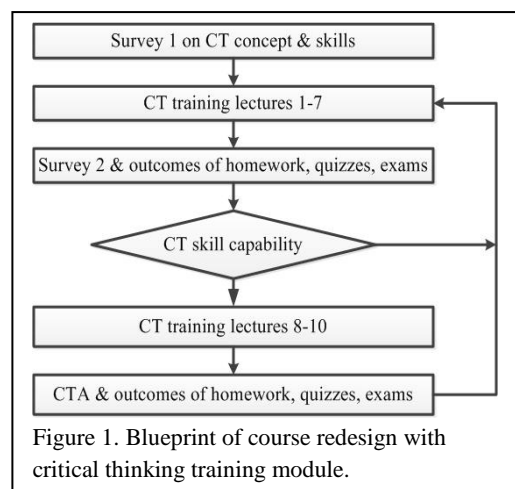 Survey 1 on CT concept & skills
CT training lectures 1-7
Survey 2 & outcomes of homework, quizzes, exams
CT skill capability
CT training lectures 8-10
CTA & outcomes of homework, quizzes, exams
Figure 1. Blueprint of course redesign with
critical thinking training module.